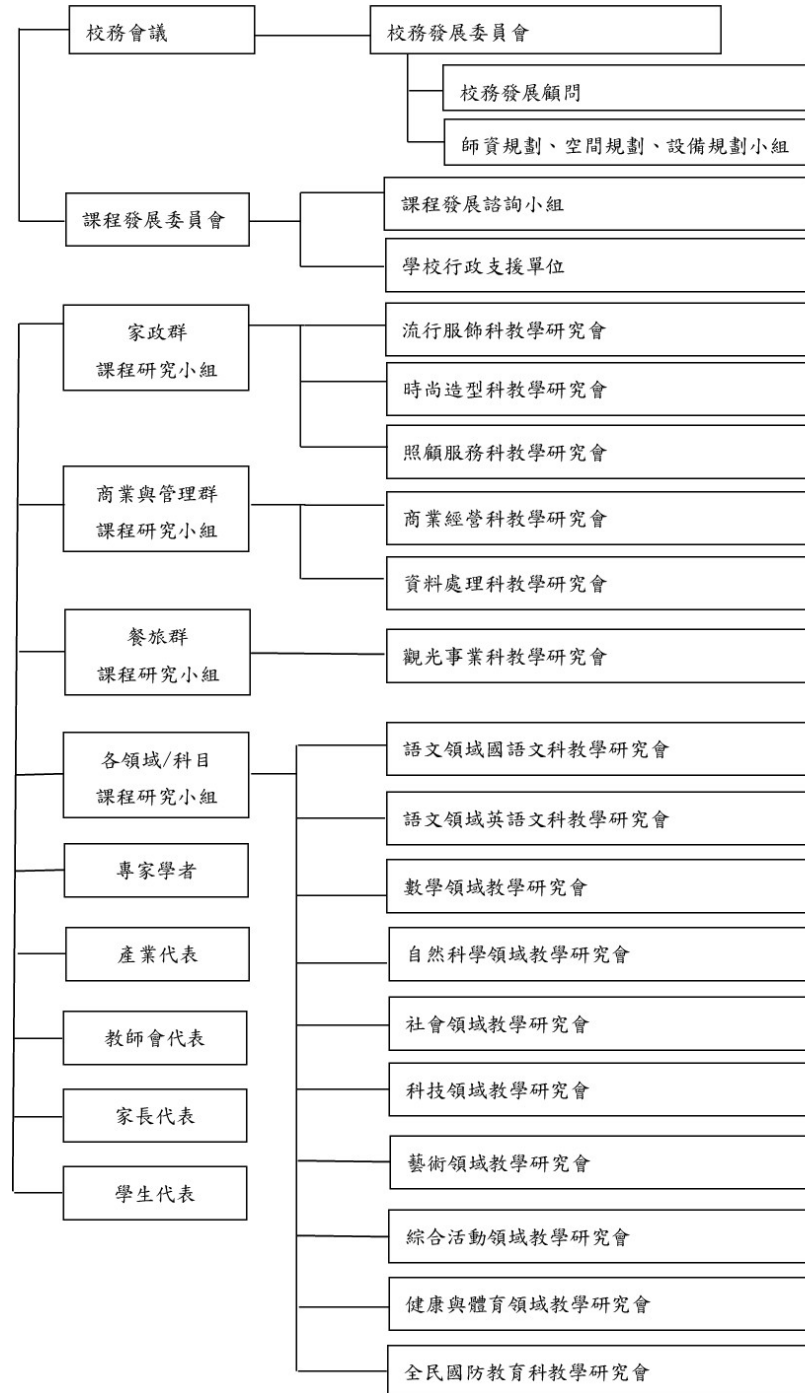 校務會議
校務發展委員會
校務發展顧問
師資規劃、空間規劃、設備規劃小組
課程發展委員會
課程發展諮詢小組
學校行政支援單位
家政群
課程研究小組
流行服飾科教學研究會
時尚造型科教學研究會
照顧服務科教學研究會
商業與管理群
課程研究小組
商業經營科教學研究會
資料處理科教學研究會
餐旅群
課程研究小組
觀光事業科教學研究會
各領域/科目
課程研究小組
語文領域國語文科教學研究會
語文領域英語文科教學研究會
數學領域教學研究會
自然科學領域教學研究會
社會領域教學研究會
科技領域教學研究會
藝術領域教學研究會
綜合活動領域教學研究會
健康與體育領域教學研究會
全民國防教育科教學研究會
專家學者
產業代表
教師會代表
家長代表
學生代表